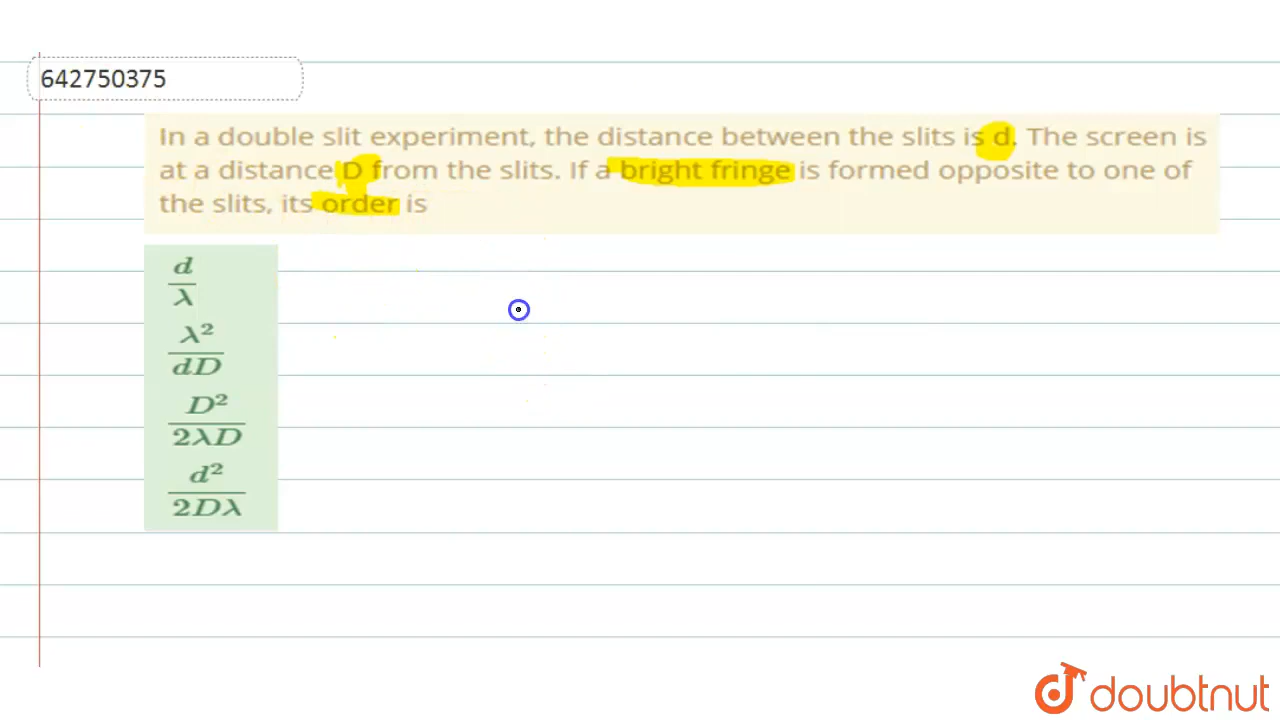 642750375
In a double slit experiment, the distance between the slits is d. The screen is
at a distance D from the slits. If a bright fringe is formed opposite to one of
the slits, its order is
d/λ
λ²/dD
D²/2λD
d²/2Dλ
doubtnut